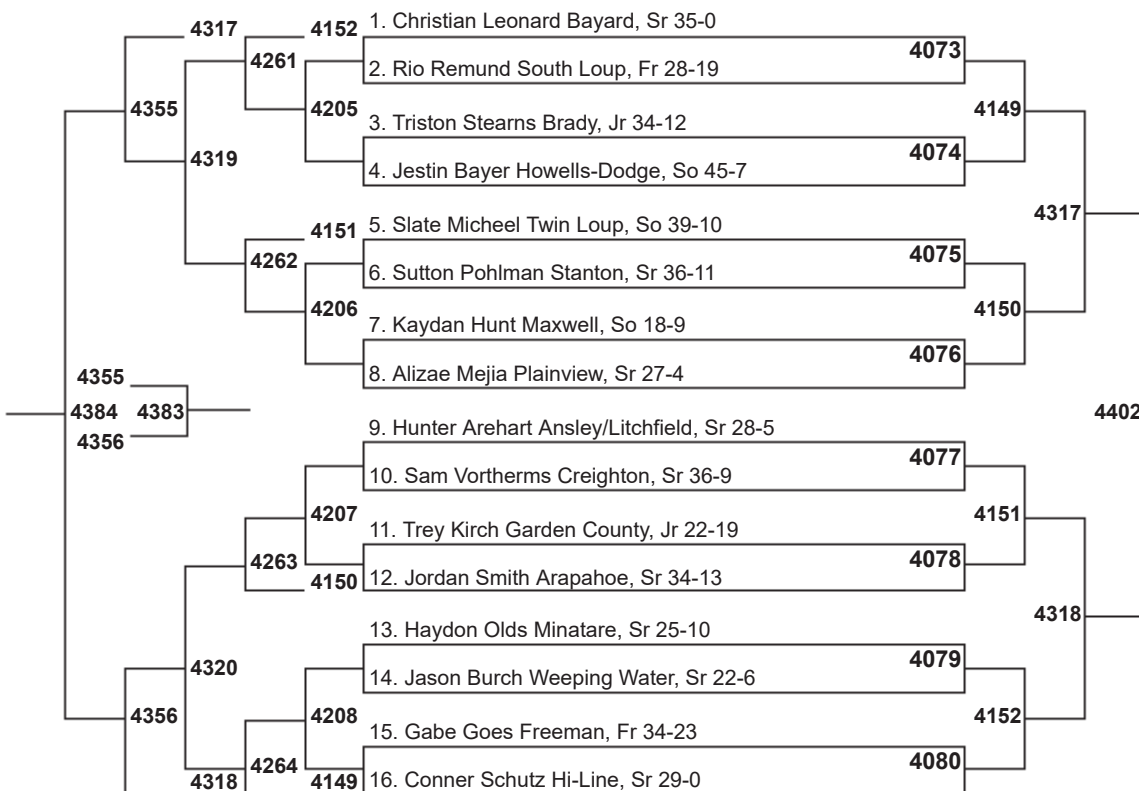 4317 4152 1. Christian Leonard Bayard, Sr 35-0
4073
4261
2. Rio Remund South Loup, Fr 28-19
4355 4205 4149
3. Triston Stearns Brady, Jr 34-12
4074
4319
4. Jestin Bayer Howells-Dodge, So 45-7
4317
4151 5. Slate Micheel Twin Loup, So 39-10
4075
4262
6. Sutton Pohlman Stanton, Sr 36-11
4206 4150
7. Kaydan Hunt Maxwell, So 18-9
4076
4355
8. Alizae Mejia Plainview, Sr 27-4
4384 4383 4402
4356
9. Hunter Arehart Ansley/Litchfield, Sr 28-5
4077
10. Sam Vortherms Creighton, Sr 36-9
4207 4151
11. Trey Kirch Garden County, Jr 22-19
4078
4263
4150 12. Jordan Smith Arapahoe, Sr 34-13
4318
13. Haydon Olds Minatare, Sr 25-10
4079
4320
14. Jason Burch Weeping Water, Sr 22-6
4356 4208 4152
15. Gabe Goes Freeman, Fr 34-23
4080
4264
4318 4149 16. Conner Schutz Hi-Line, Sr 29-0